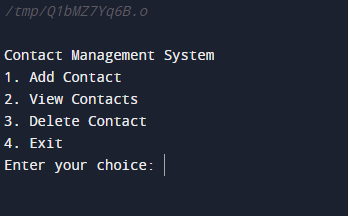 /tmp/Q1bMZ7Yq6B.o
Contact Management System
1. Add Contact
2. View Contacts
3. Delete Contact
4. Exit
Enter your choice: